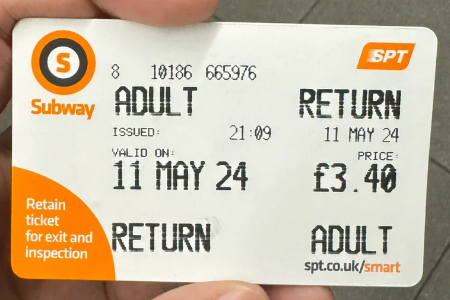 S
Subway
SPT
8 10186 665976
ADULT RETURN
ISSUED: 21:09 11 MAY 24
VALID ON: PRICE:
11 MAY 24 £3.40
Retain
ticket
for exit and
inspection
RETURN ADULT
spt.co.uk/smart